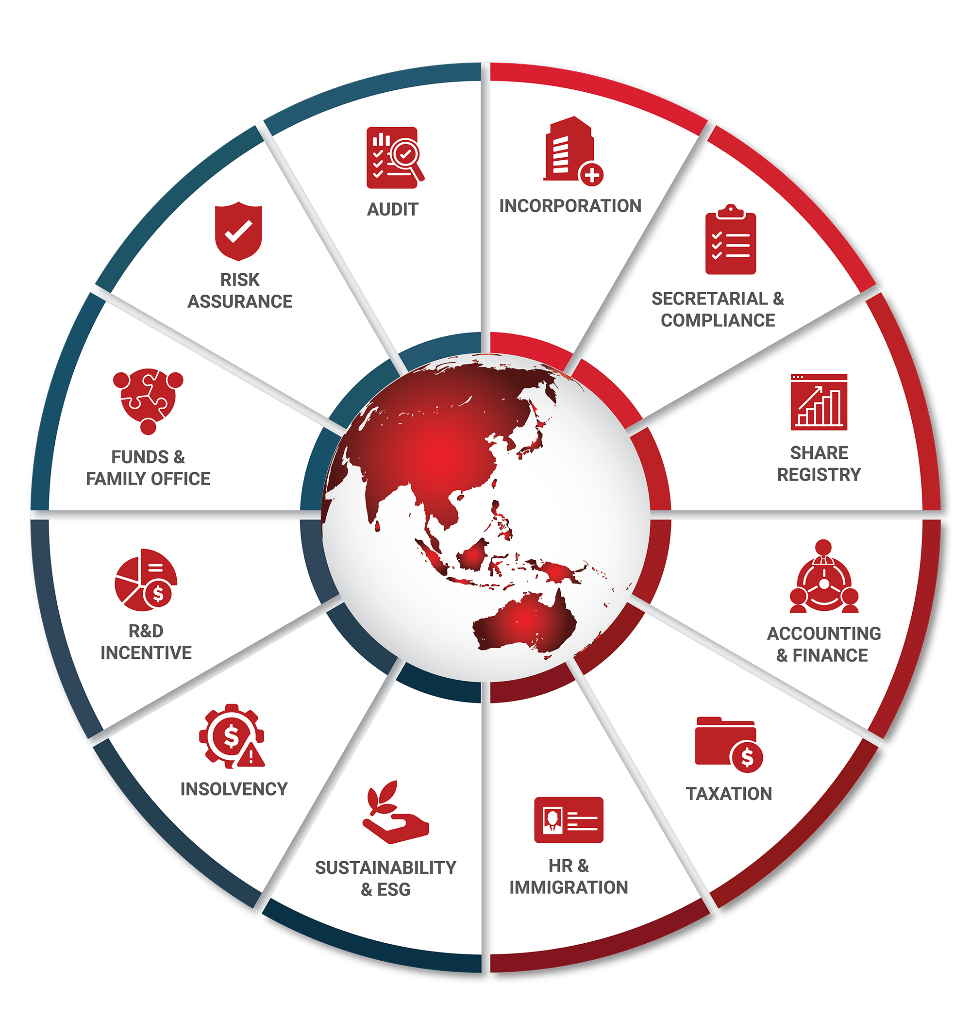 INCORPORATION
SECRETARIAL &
COMPLIANCE
SHARE
REGISTRY
ACCOUNTING
& FINANCE
TAXATION
HR &
IMMIGRATION
SUSTAINABILITY
& ESG
INSOLVENCY
R&D
INCENTIVE
FUNDS &
FAMILY OFFICE
RISK
ASSURANCE
AUDIT